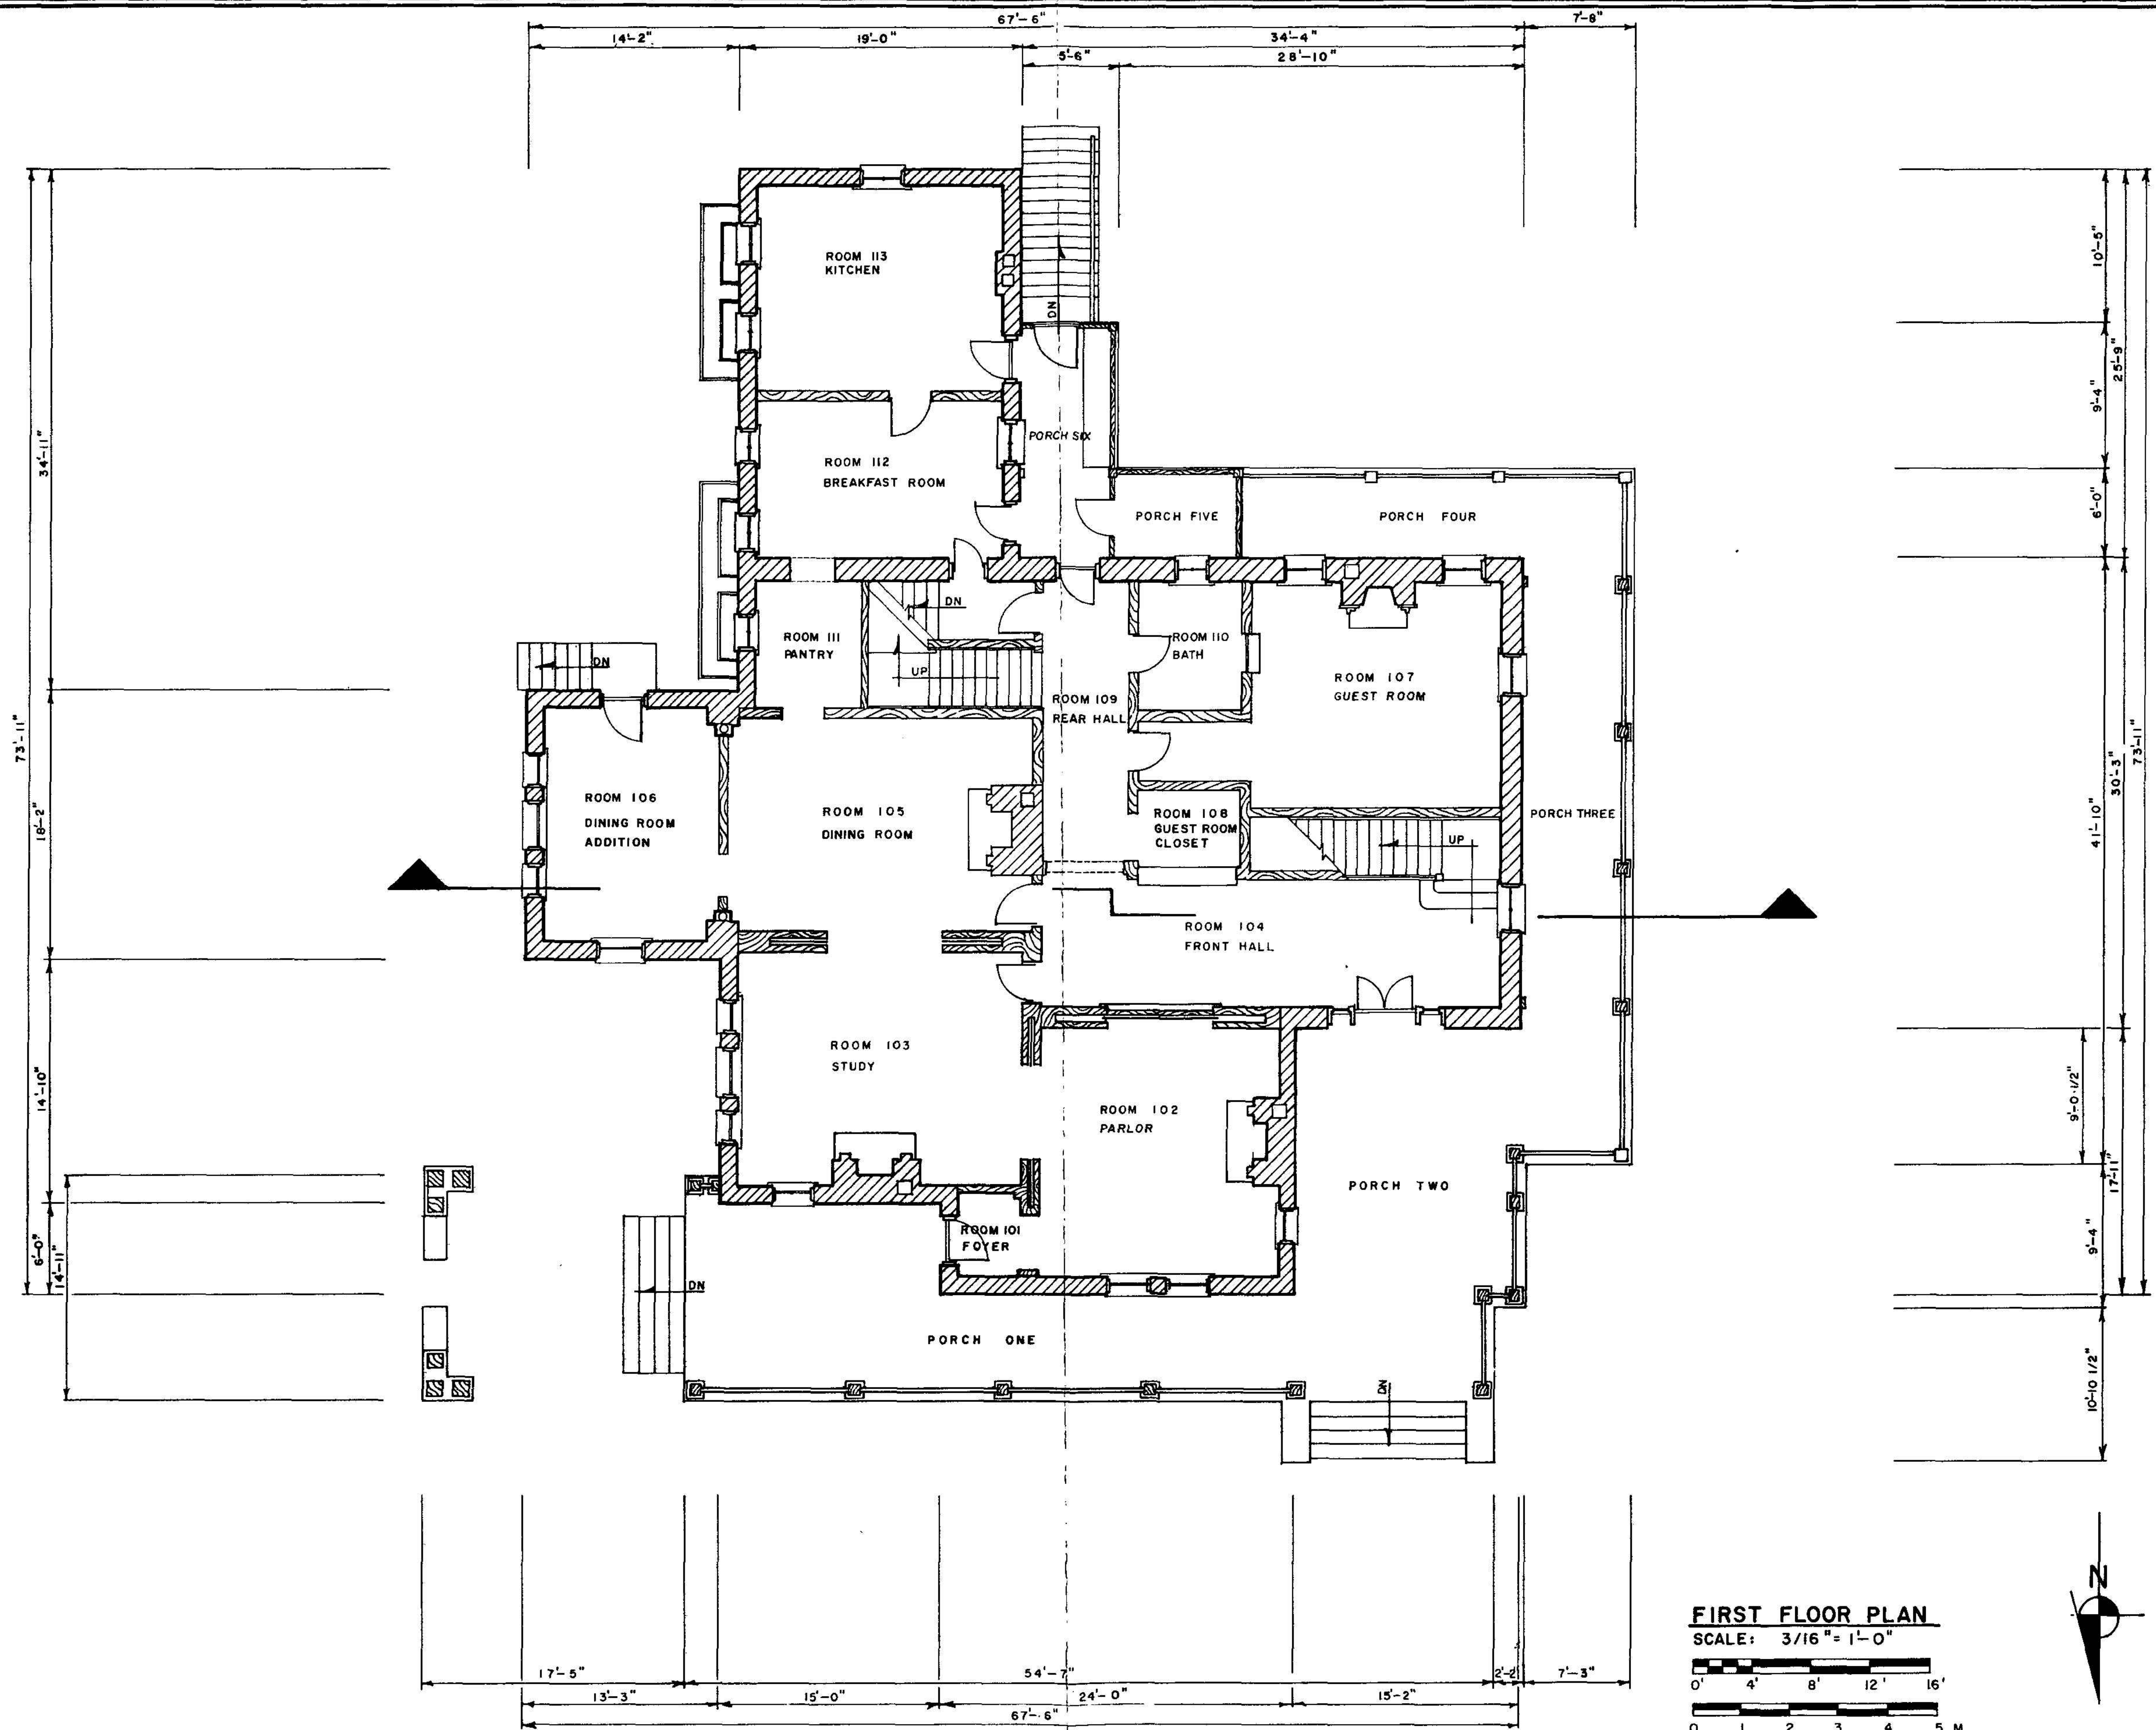 67'-6"
7'-8"
14'-2"
19'-0"
34'-4"
5'-6"
28'-10"
73'-11"
34'-11"
18'-2"
14'-10"
6'-0"
14'-11"
10'-5"
9'-4"
6'-0"
25'-9"
41'-10"
30'-3"
73'-11"
9'-0 1/2"
17'-11"
9'-4"
10'-10 1/2"
ROOM 113
KITCHEN
DN
PORCH SIX
ROOM 112
BREAKFAST ROOM
PORCH FIVE
PORCH FOUR
DN
ROOM 111
PANTRY
UP
ROOM 110
BATH
DN
ROOM 107
GUEST ROOM
ROOM 109
REAR HALL
ROOM 106
DINING ROOM
ADDITION
ROOM 105
DINING ROOM
ROOM 108
GUEST ROOM
CLOSET
PORCH THREE
UP
ROOM 104
FRONT HALL
ROOM 103
STUDY
ROOM 102
PARLOR
PORCH TWO
ROOM 101
FOYER
DN
PORCH ONE
DN
17'-5"
54'-7"
2'-2"
7'-3"
13'-3"
15'-0"
24'-0"
15'-2"
67'-6"
N
FIRST FLOOR PLAN
SCALE: 3/16"=1'-0"
0' 4' 8' 12' 16'
0 1 2 3 4 5 M